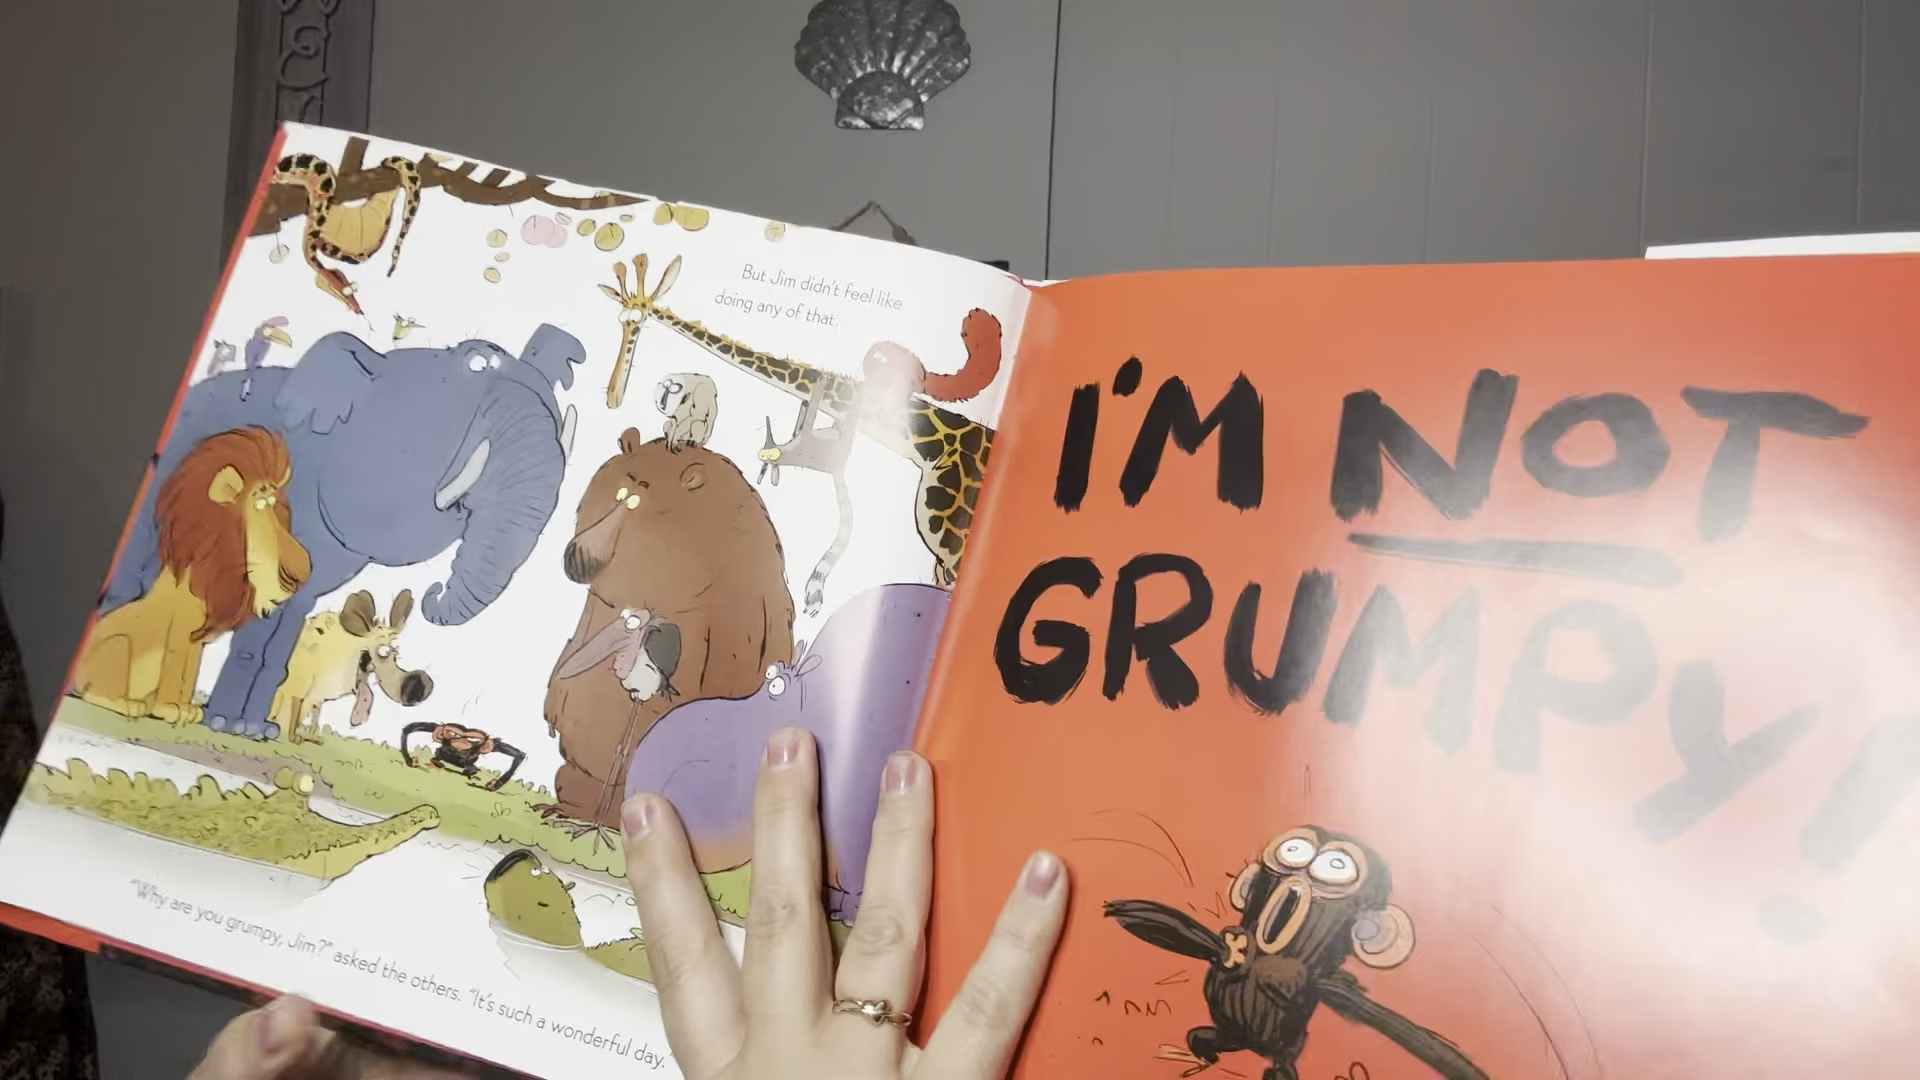 But Jim didn't feel like
doing any of that.
"Why are you grumpy, Jim?" asked the others. "It's such a wonderful day."
I'M NOT
GRUMPY!